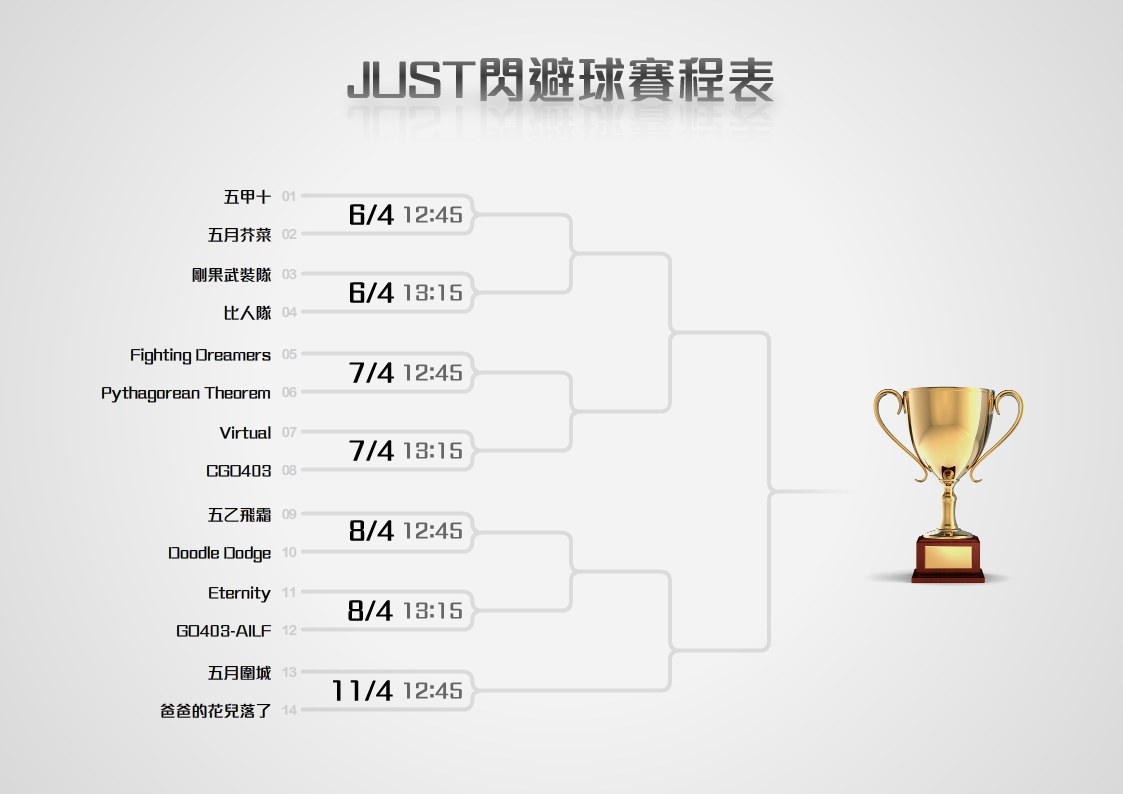 JUST閃避球賽程表
五甲十 01
6/4 12:45
五月芥菜 02
剛果武裝隊 03
6/4 13:15
比人隊 04
Fighting Dreamers 05
7/4 12:45
Pythagorean Theorem 06
Virtual 07
7/4 13:15
CGO403 08
五乙飛霜 09
8/4 12:45
Doodle Dodge 10
Eternity 11
8/4 13:15
GO403-AILF 12
五月圍城 13
11/4 12:45
爸爸的花兒落了 14